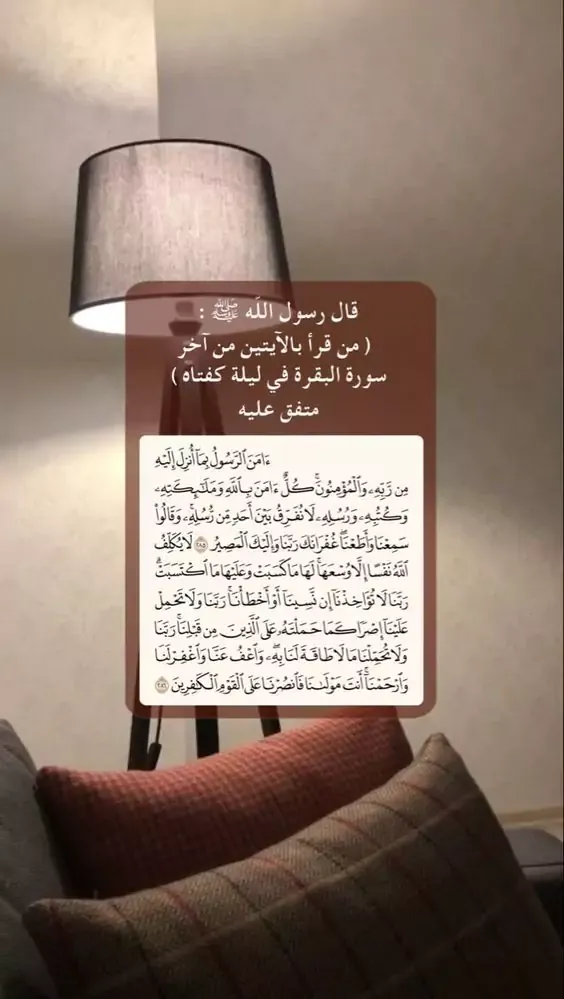 قال رسول الله ﷺ :
( من قرأ بالآيتين من آخر
سورة البقرة في ليلة كفتاه )
متفق عليه
ءَامَنَ ٱلرَّسُولُ بِمَآ أُنزِلَ إِلَيْهِ
مِن رَّبِّهِۦ وَٱلْمُؤْمِنُونَۚ كُلٌّ ءَامَنَ بِٱللَّهِ وَمَلَٰٓئِكَتِهِۦ
وَكُتُبِهِۦ وَرُسُلِهِۦ لَا نُفَرِّقُ بَيْنَ أَحَدٍ مِّن رُّسُلِهِۦۚ وَقَالُوا۟
سَمِعْنَا وَأَطَعْنَاۖ غُفْرَانَكَ رَبَّنَا وَإِلَيْكَ ٱلْمَصِيرُ ٢٨٥ لَا يُكَلِّفُ
ٱللَّهُ نَفْسًا إِلَّا وُسْعَهَاۚ لَهَا مَا كَسَبَتْ وَعَلَيْهَا مَا ٱكْتَسَبَتْۗ
رَبَّنَا لَا تُؤَاخِذْنَآ إِن نَّسِينَآ أَوْ أَخْطَأْنَاۚ رَبَّنَا وَلَا تَحْمِلْ
عَلَيْنَآ إِصْرًا كَمَا حَمَلْتَهُۥ عَلَى ٱلَّذِينَ مِن قَبْلِنَاۚ رَبَّنَا
وَلَا تُحَمِّلْنَا مَا لَا طَاقَةَ لَنَا بِهِۦۖ وَٱعْفُ عَنَّا وَٱغْفِرْ لَنَا
وَٱرْحَمْنَآۚ أَنتَ مَوْلَىٰنَا فَٱنصُرْنَا عَلَى ٱلْقَوْمِ ٱلْكَٰفِرِينَ ٢٨٦